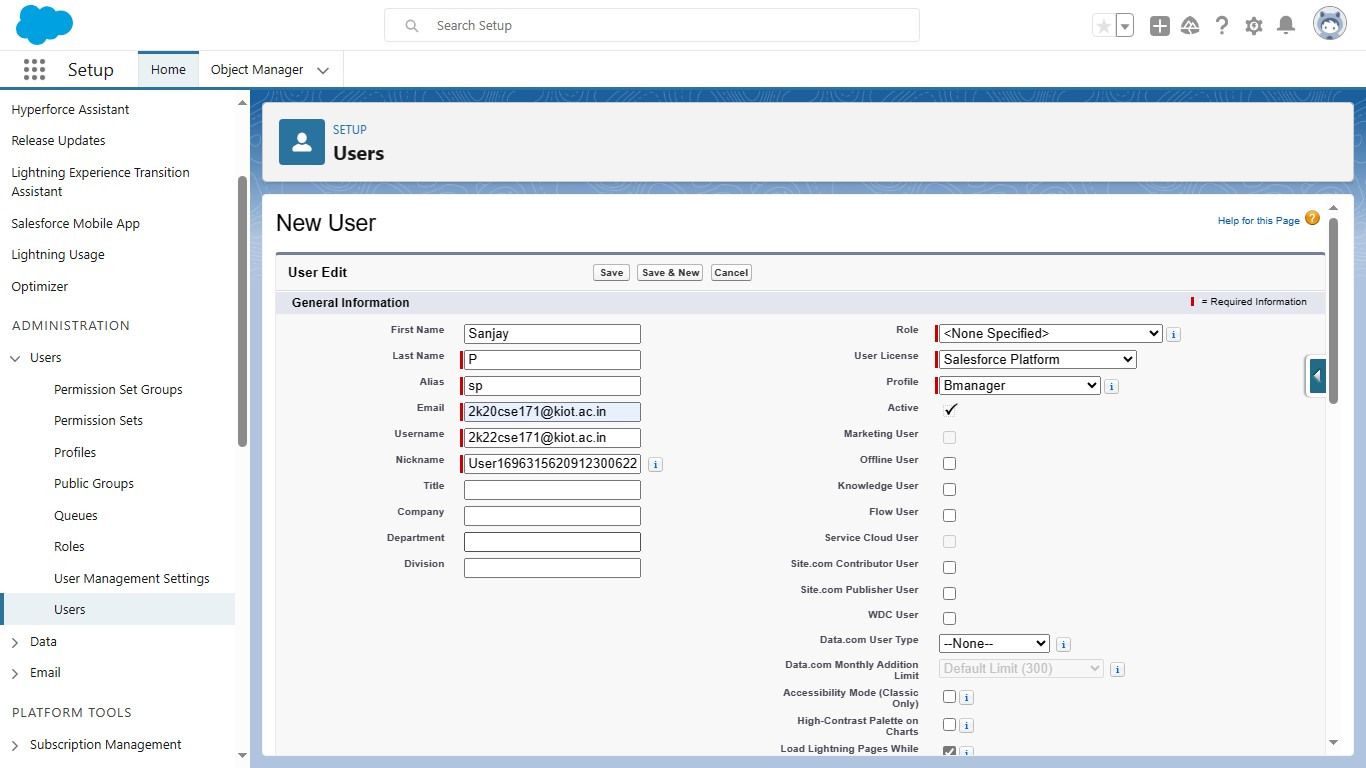 Search Setup
Setup
Home
Object Manager
Hyperforce Assistant
Release Updates
Lightning Experience Transition
Assistant
Salesforce Mobile App
Lightning Usage
Optimizer
ADMINISTRATION
Users
Permission Set Groups
Permission Sets
Profiles
Public Groups
Queues
Roles
User Management Settings
Users
Data
Email
PLATFORM TOOLS
Subscription Management
SETUP
Users
New User
Help for this Page ?
User Edit Save Save & New Cancel
General Information = Required Information
First Name Sanjay
Last Name P
Alias sp
Email 2k20cse171@kiot.ac.in
Username 2k22cse171@kiot.ac.in
Nickname User1696315620912300622 i
Title
Company
Department
Division
Role <None Specified> i
User License Salesforce Platform
Profile Bmanager i
Active
Marketing User
Offline User
Knowledge User
Flow User
Service Cloud User
Site.com Contributor User
Site.com Publisher User
WDC User
Data.com User Type --None-- i
Data.com Monthly Addition
Limit Default Limit (300) i
Accessibility Mode (Classic
Only) i
High-Contrast Palette on
Charts i
Load Lightning Pages While i